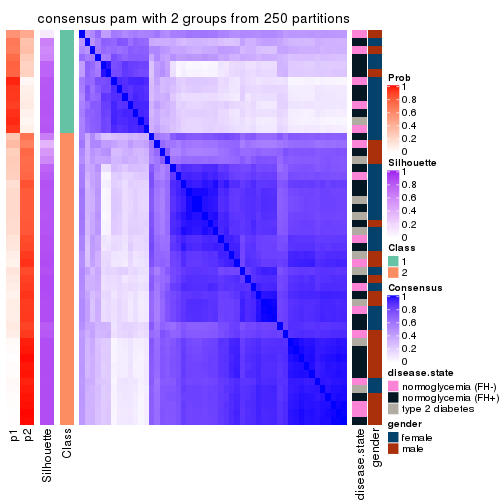 consensus pam with 2 groups from 250 partitions
Prob
1
0.8
0.6
0.4
0.2
0
Silhouette
1
0.8
0.6
0.4
0.2
0
Class
1
2
Consensus
1
0.8
0.6
0.4
0.2
0
disease.state
normoglycemia (FH-)
normoglycemia (FH+)
type 2 diabetes
gender
female
male
p1
p2
Silhouette
Class
disease.state
gender